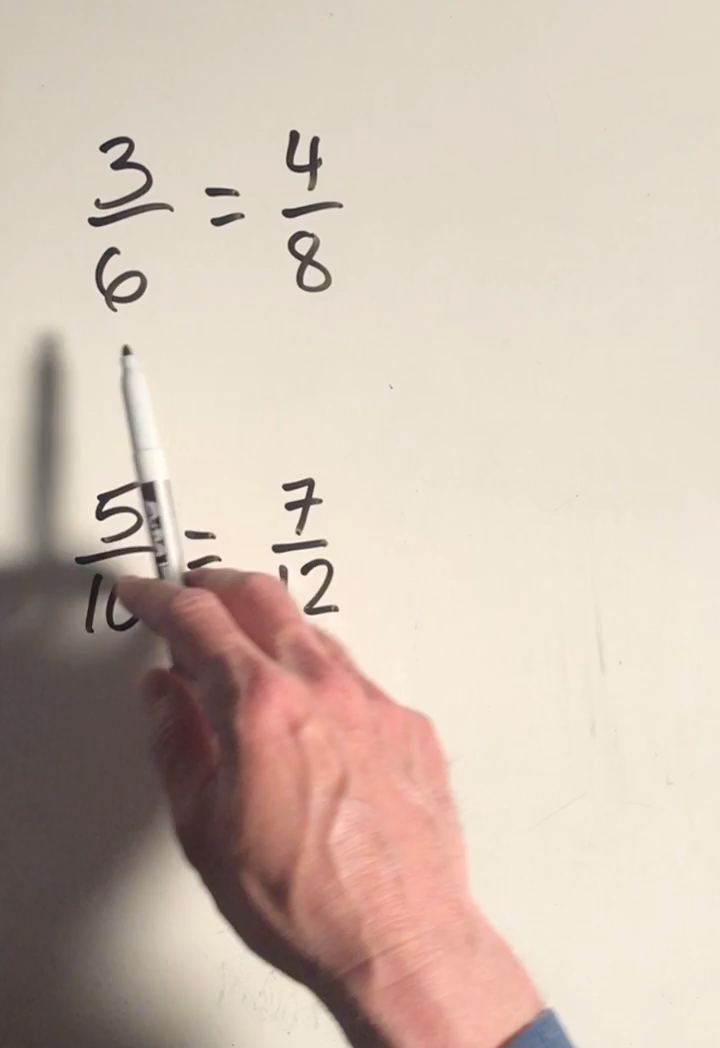 3/6 = 4/8
5/10 = 7/12